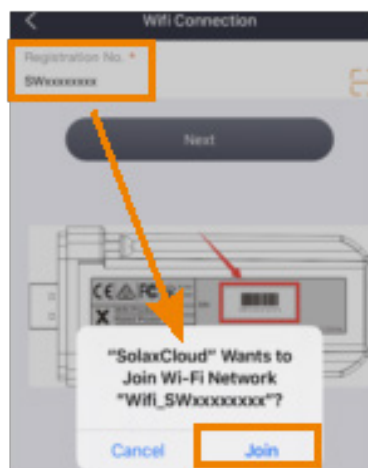 Wifi Connection
Registration No. *
SWxxxxxxxx
Next
"SolaxCloud" Wants to
Join Wi-Fi Network
"Wifi_SWxxxxxxxx"?
Cancel
Join